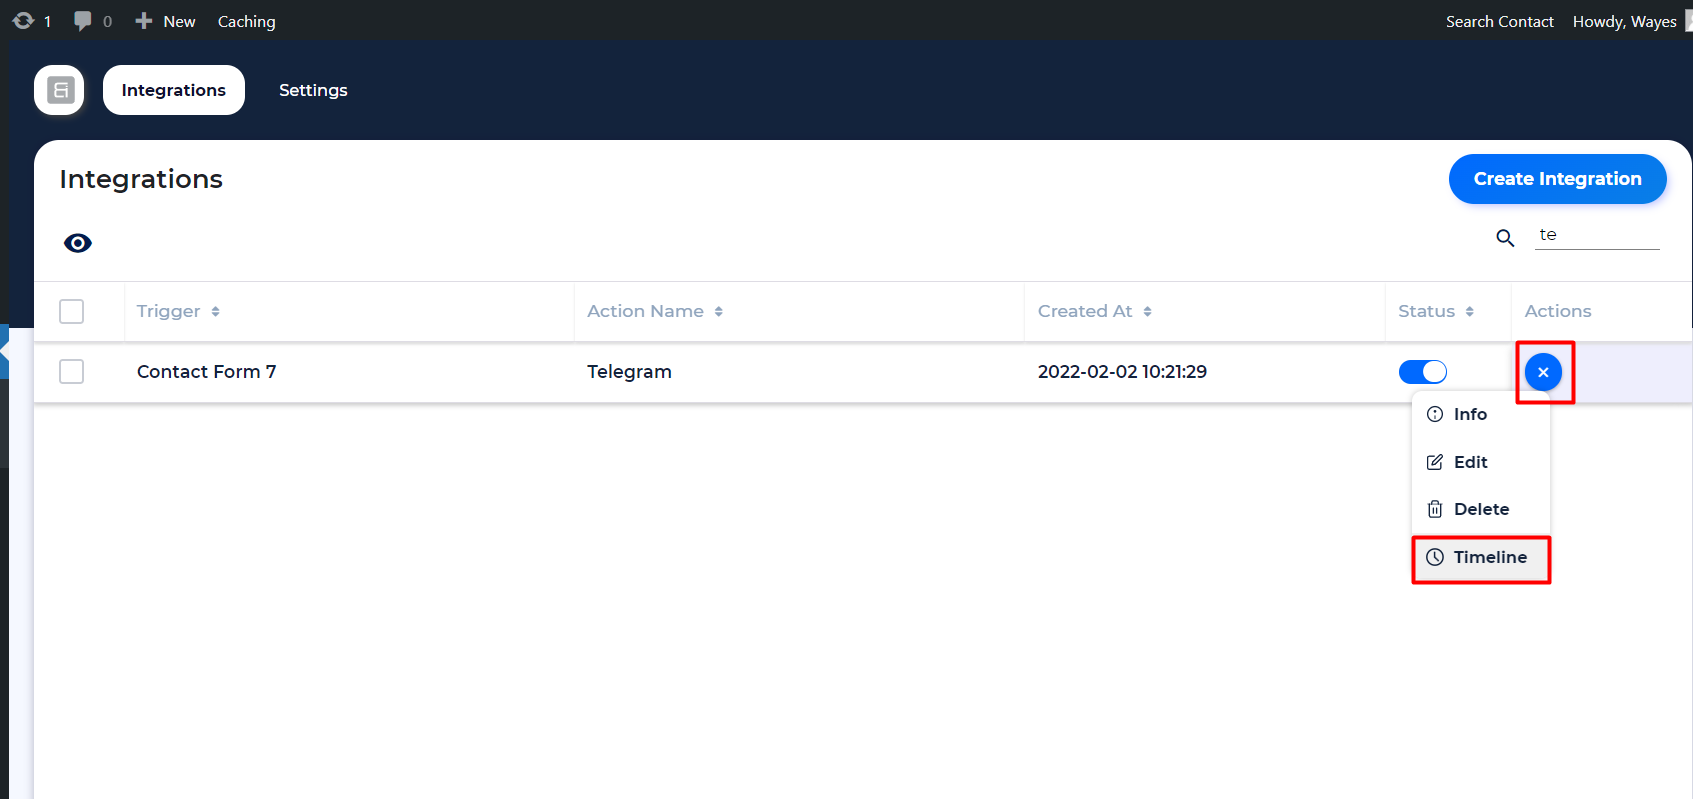 1 0 New Caching Search Contact Howdy, Wayes
Integrations Settings
Integrations Create Integration
te
Trigger Action Name Created At Status Actions
Contact Form 7 Telegram 2022-02-02 10:21:29
Info
Edit
Delete
Timeline